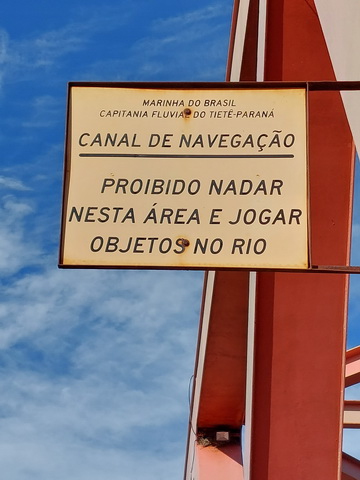 MARINHA DO BRASIL
CAPITANIA FLUVIAL DO TIETÊ-PARANÁ
CANAL DE NAVEGAÇÃO
PROIBIDO NADAR
NESTA ÁREA E JOGAR
OBJETOS NO RIO